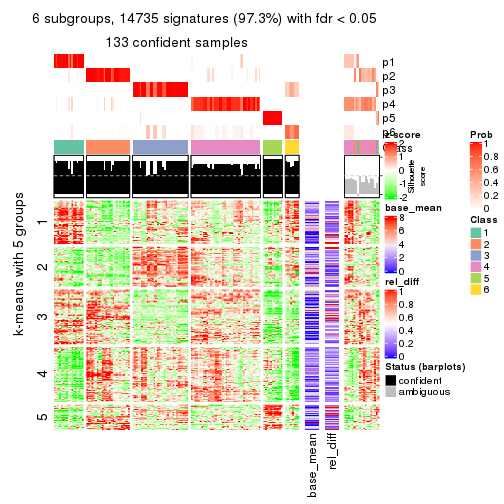 6 subgroups, 14735 signatures (97.3%) with fdr < 0.05
133 confident samples
p1
p2
p3
p4
p5
p6
Class
Silhouette
score
k-means with 5 groups
1
2
3
4
5
base_mean
rel_diff
z-score
2
1
0
-1
-2
base_mean
8
6
4
2
0
rel_diff
1
0.8
0.6
0.4
0.2
0
Status (barplots)
confident
ambiguous
Prob
1
0.8
0.6
0.4
0.2
0
Class
1
2
3
4
5
6